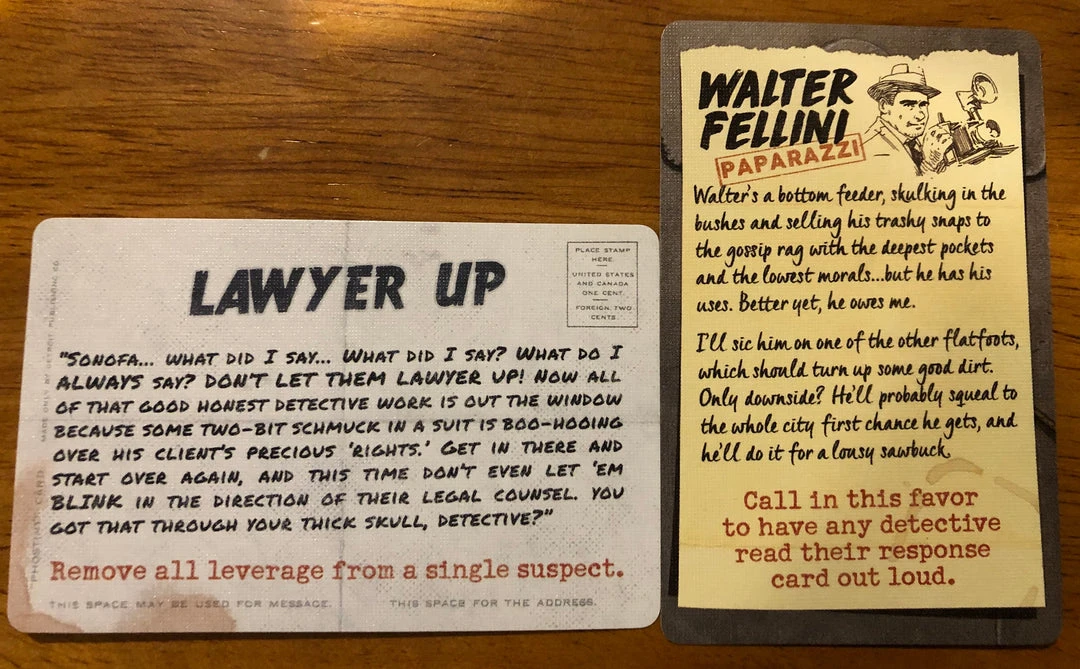 LAWYER UP
PLACE STAMP
HERE.
UNITED STATES
AND CANADA
ONE CENT.
FOREIGN, TWO
CENTS.
"SONOFA... WHAT DID I SAY... WHAT DID I SAY? WHAT DO I
ALWAYS SAY? DON'T LET THEM LAWYER UP! NOW ALL
OF THAT GOOD HONEST DETECTIVE WORK IS OUT THE WINDOW
BECAUSE SOME TWO-BIT SCHMUCK IN A SUIT IS BOO-HOOING
OVER HIS CLIENT'S PRECIOUS 'RIGHTS.' GET IN THERE AND
START OVER AGAIN, AND THIS TIME DON'T EVEN LET 'EM
BLINK IN THE DIRECTION OF THEIR LEGAL COUNSEL. YOU
GOT THAT THROUGH YOUR THICK SKULL, DETECTIVE?"
Remove all leverage from a single suspect.
THIS SPACE MAY BE USED FOR MESSAGE.
THIS SPACE FOR THE ADDRESS.
WALTER
FELLINI
PAPARAZZI
Walter's a bottom feeder, skulking in the
bushes and selling his trashy snaps to
the gossip rag with the deepest pockets
and the lowest morals...but he has his
uses. Better yet, he owes me.
I'll sic him on one of the other flatfoots,
which should turn up some good dirt.
Only downside? He'll probably squeal to
the whole city first chance he gets, and
he'll do it for a lousy sawbuck.
Call in this favor
to have any detective
read their response
card out loud.